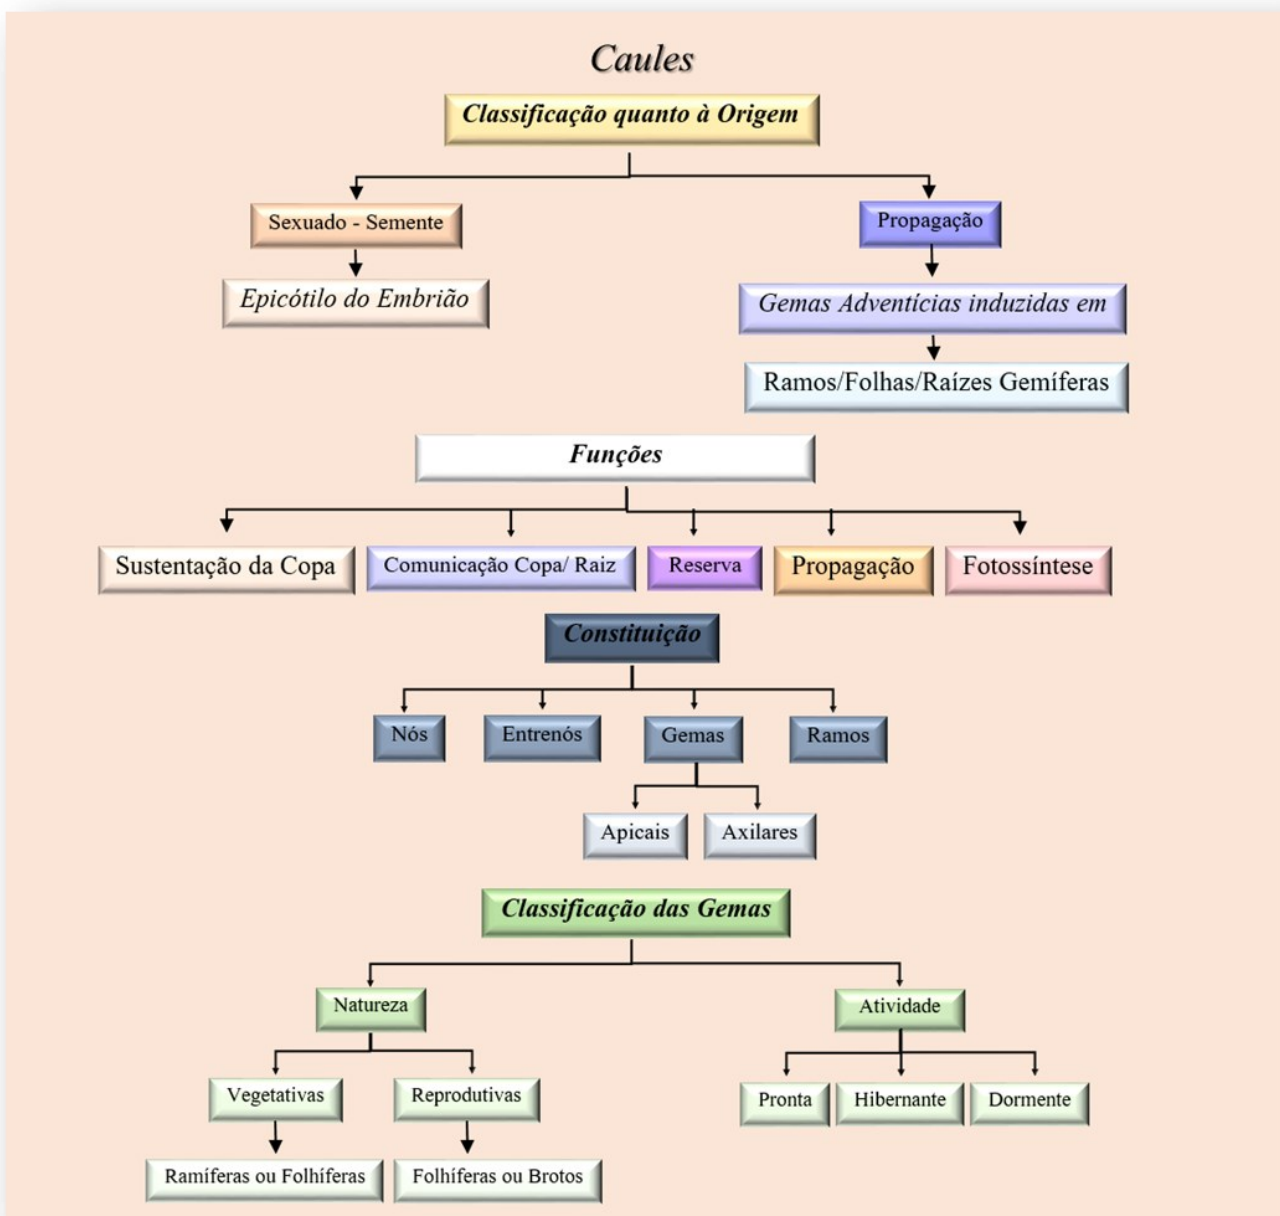 Caules
Classificação quanto à Origem
Sexuado - Semente
Propagação
Epicótilo do Embrião
Gemas Adventícias induzidas em
Ramos/Folhas/Raízes Gemíferas
Funções
Sustentação da Copa
Comunicação Copa/ Raiz
Reserva
Propagação
Fotossíntese
Constituição
Nós
Entrenós
Gemas
Ramos
Apicais
Axilares
Classificação das Gemas
Natureza
Atividade
Vegetativas
Reprodutivas
Pronta
Hibernante
Dormente
Ramíferas ou Folhíferas
Folhíferas ou Brotos